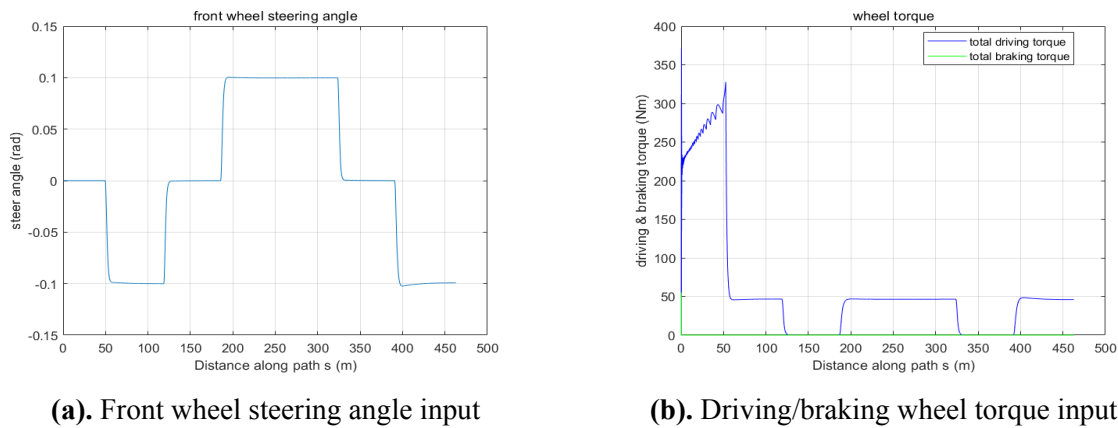 front wheel steering angle
0.15
0.1
0.05
0
-0.05
-0.1
-0.15
steer angle (rad)
0 50 100 150 200 250 300 350 400 450 500
Distance along path s (m)
(a). Front wheel steering angle input
wheel torque
total driving torque
total braking torque
400
350
300
250
200
150
100
50
0
driving & braking torque (Nm)
0 50 100 150 200 250 300 350 400 450 500
Distance along path s (m)
(b). Driving/braking wheel torque input